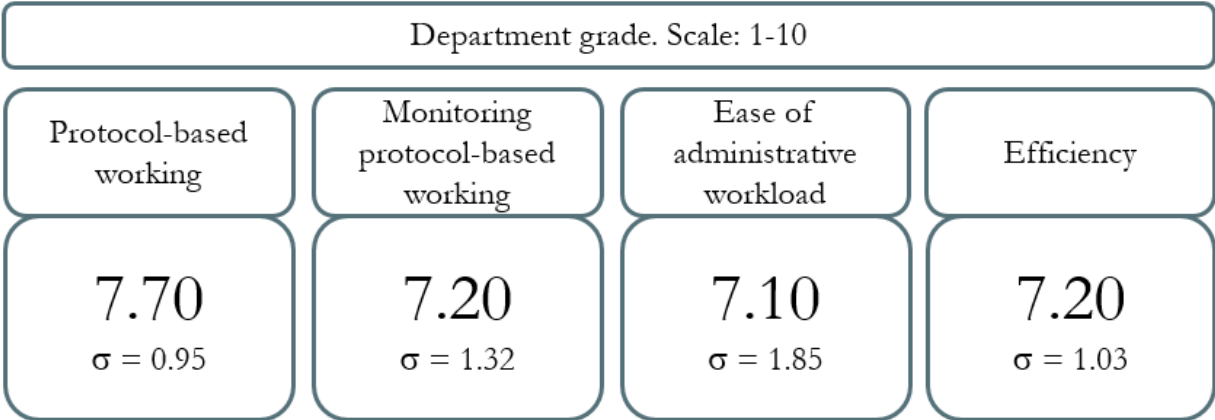 Department grade. Scale: 1-10
Protocol-based
working
Monitoring
protocol-based
working
Ease of
administrative
workload
Efficiency
7.70
σ = 0.95
7.20
σ = 1.32
7.10
σ = 1.85
7.20
σ = 1.03